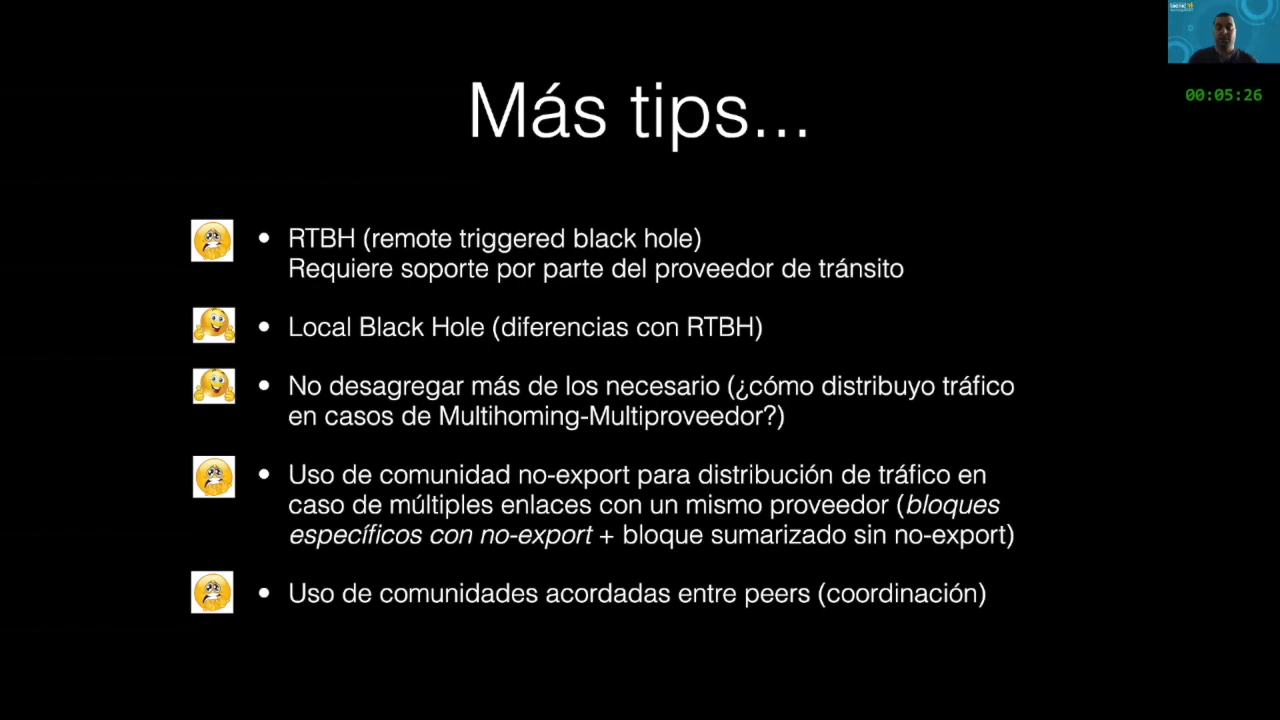 00:05:26
Más tips...
• RTBH (remote triggered black hole)
Requiere soporte por parte del proveedor de tránsito
• Local Black Hole (diferencias con RTBH)
• No desagregar más de los necesario (¿cómo distribuyo tráfico
en casos de Multihoming-Multiproveedor?)
• Uso de comunidad no-export para distribución de tráfico en
caso de múltiples enlaces con un mismo proveedor (bloques
específicos con no-export + bloque sumarizado sin no-export)
• Uso de comunidades acordadas entre peers (coordinación)